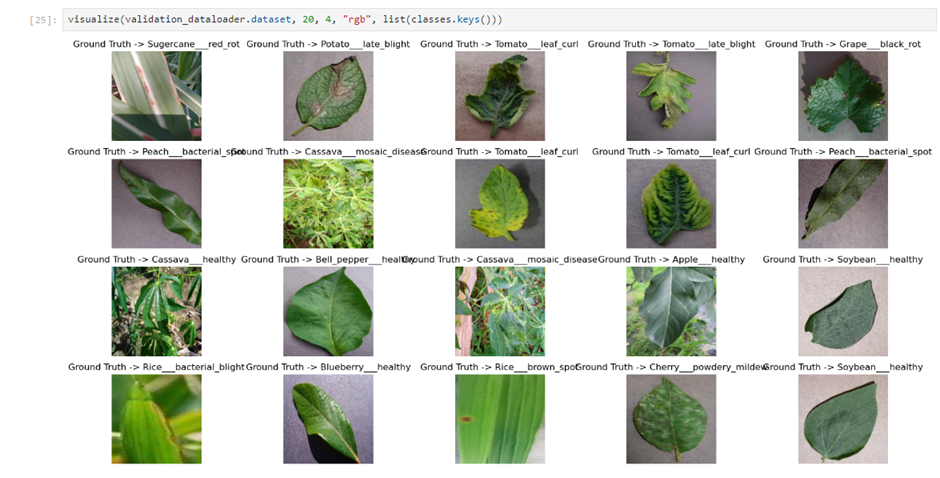 [25]: visualize(validation_dataloader.dataset, 20, 4, "rgb", list(classes.keys()))
Ground Truth -> Sugercane___red_rot Ground Truth -> Potato___late_blight Ground Truth -> Tomato___leaf_curl Ground Truth -> Tomato___late_blight Ground Truth -> Grape___black_rot
Ground Truth -> Peach___bacterial_spot Ground Truth -> Cassava___mosaic_disease Ground Truth -> Tomato___leaf_curl Ground Truth -> Tomato___leaf_curl Ground Truth -> Peach___bacterial_spot
Ground Truth -> Cassava___healthy Ground Truth -> Bell_pepper___healthy Ground Truth -> Cassava___mosaic_disease Ground Truth -> Apple___healthy Ground Truth -> Soybean___healthy
Ground Truth -> Rice___bacterial_blight Ground Truth -> Blueberry___healthy Ground Truth -> Rice___brown_spot Ground Truth -> Cherry___powdery_mildew Ground Truth -> Soybean___healthy